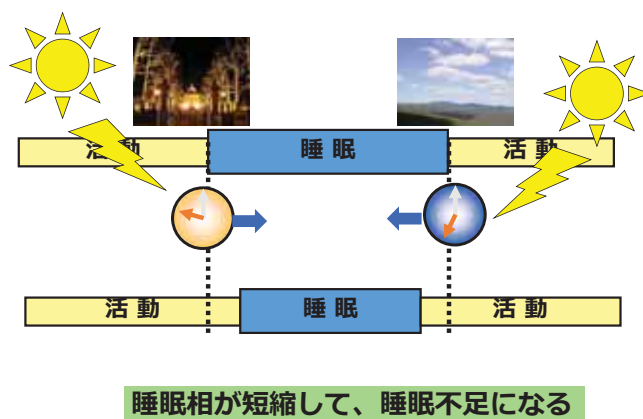 活 動 睡 眠 活 動
活 動 睡 眠 活 動
睡眠相が短縮して、睡眠不足になる